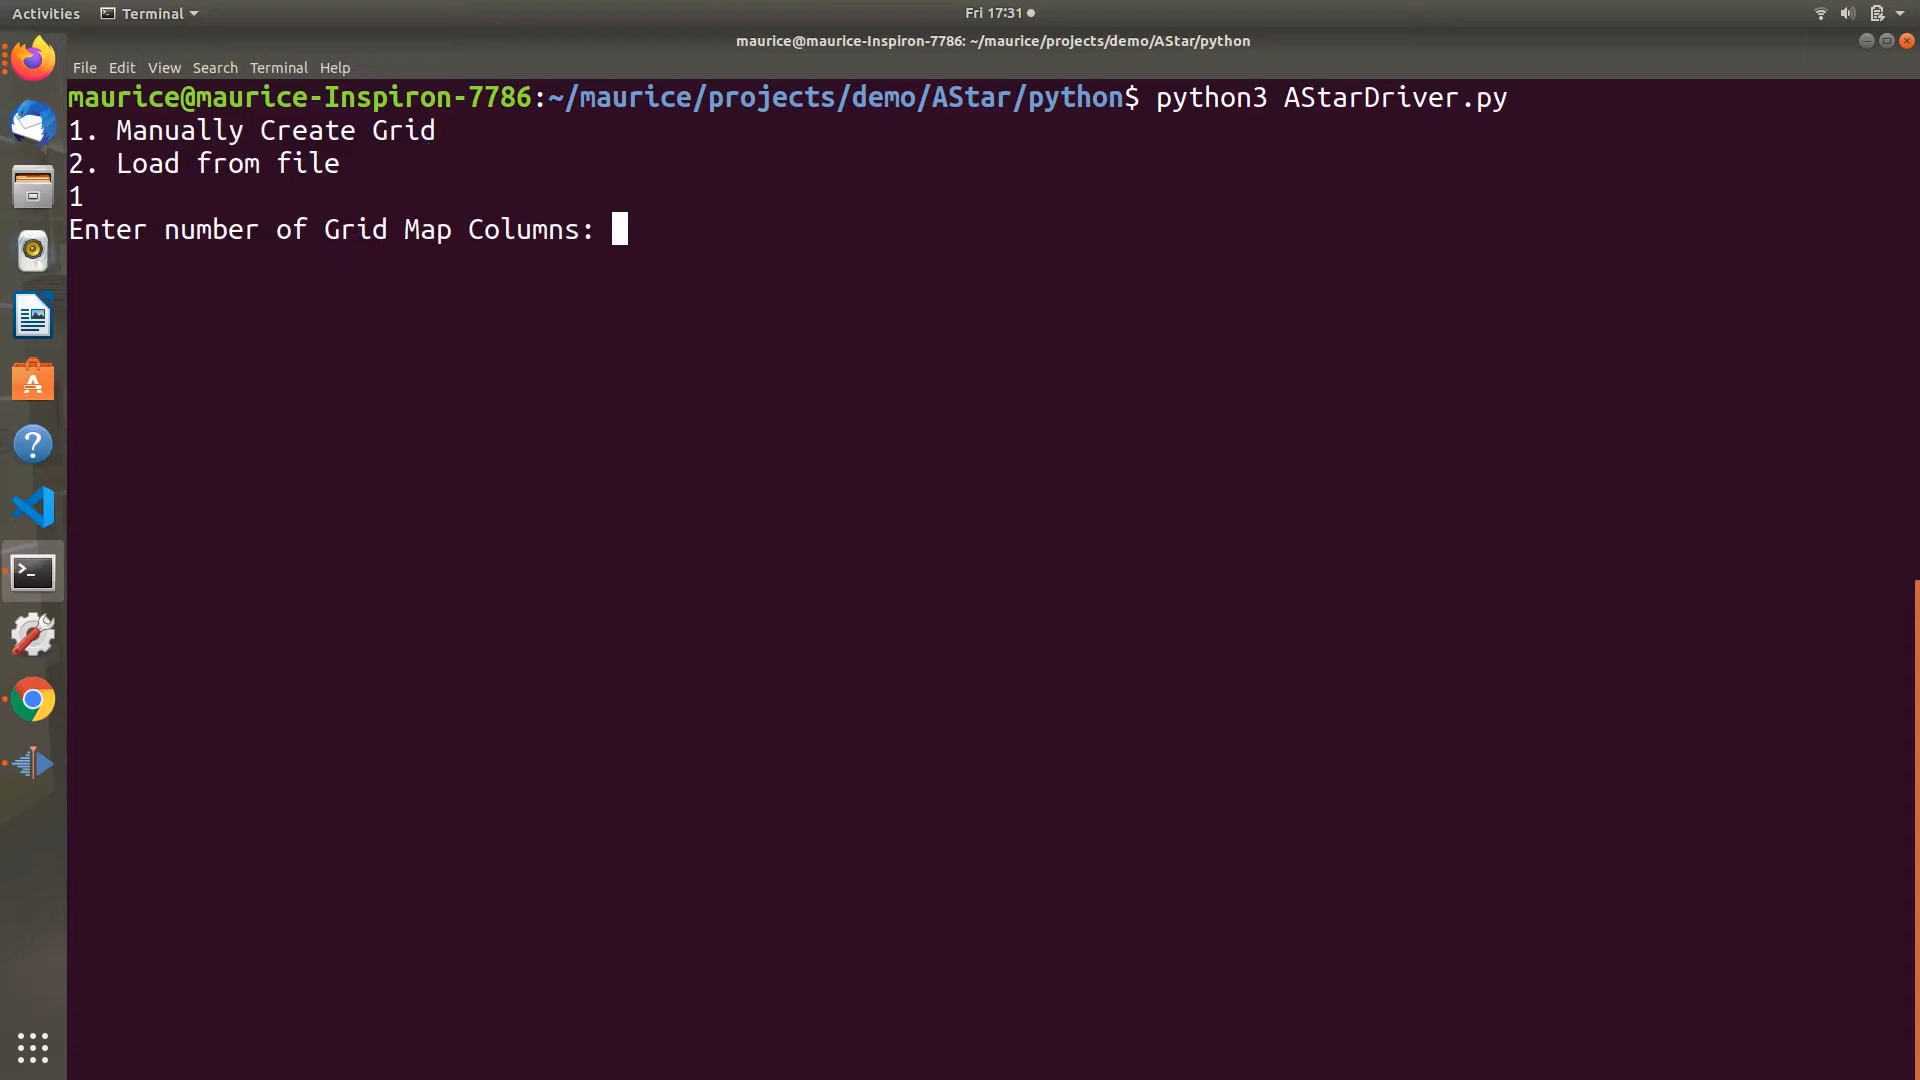 Activities Terminal Fri 17:31
maurice@maurice-Inspiron-7786: ~/maurice/projects/demo/AStar/python
File Edit View Search Terminal Help
maurice@maurice-Inspiron-7786:~/maurice/projects/demo/AStar/python$ python3 AStarDriver.py
1. Manually Create Grid
2. Load from file
1
Enter number of Grid Map Columns: